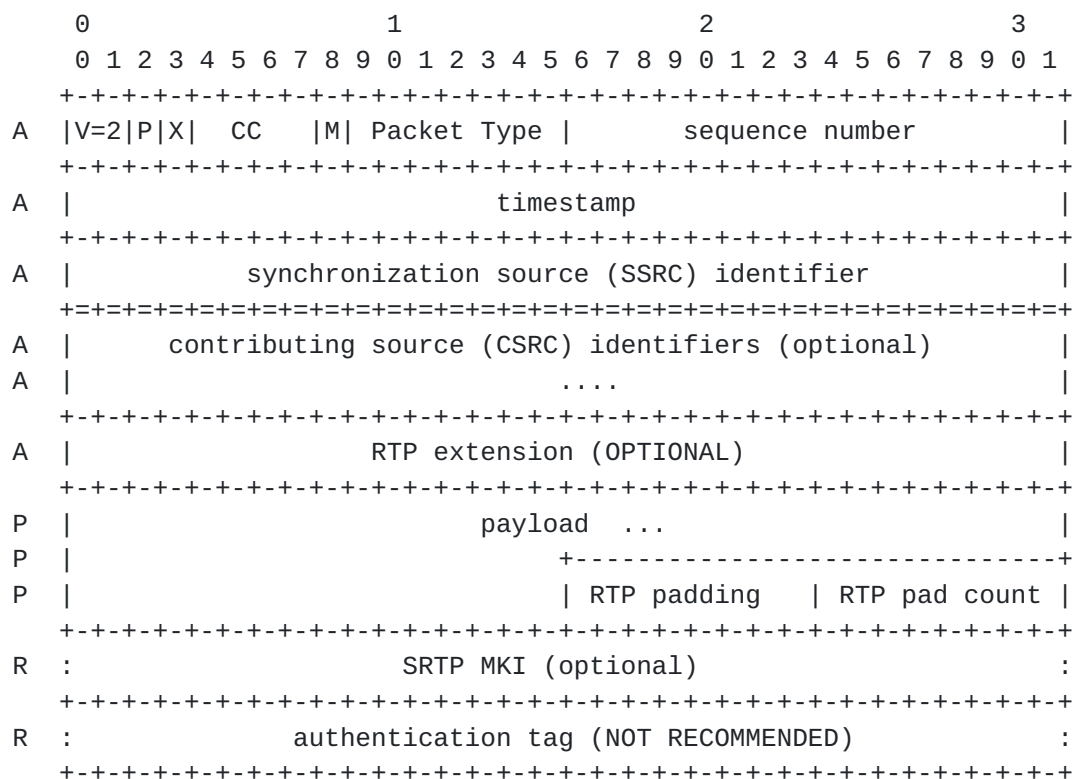 0                   1                   2                   3
     0 1 2 3 4 5 6 7 8 9 0 1 2 3 4 5 6 7 8 9 0 1 2 3 4 5 6 7 8 9 0 1
    +-+-+-+-+-+-+-+-+-+-+-+-+-+-+-+-+-+-+-+-+-+-+-+-+-+-+-+-+-+-+-+-+
A   |V=2|P|X|  CC   |M| Packet Type |       sequence number         |
    +-+-+-+-+-+-+-+-+-+-+-+-+-+-+-+-+-+-+-+-+-+-+-+-+-+-+-+-+-+-+-+-+
A   |                           timestamp                           |
    +-+-+-+-+-+-+-+-+-+-+-+-+-+-+-+-+-+-+-+-+-+-+-+-+-+-+-+-+-+-+-+-+
A   |           synchronization source (SSRC) identifier            |
    +=+=+=+=+=+=+=+=+=+=+=+=+=+=+=+=+=+=+=+=+=+=+=+=+=+=+=+=+=+=+=+=+
A   |      contributing source (CSRC) identifiers (optional)        |
A   |                               ....                            |
    +-+-+-+-+-+-+-+-+-+-+-+-+-+-+-+-+-+-+-+-+-+-+-+-+-+-+-+-+-+-+-+-+
A   |                   RTP extension (OPTIONAL)                    |
    +-+-+-+-+-+-+-+-+-+-+-+-+-+-+-+-+-+-+-+-+-+-+-+-+-+-+-+-+-+-+-+-+
P   |                          payload  ...                         |
P   |                               +-------------------------------+
P   |                               | RTP padding   | RTP pad count |
    +-+-+-+-+-+-+-+-+-+-+-+-+-+-+-+-+-+-+-+-+-+-+-+-+-+-+-+-+-+-+-+-+
R   :                     SRTP MKI (optional)                       :
    +-+-+-+-+-+-+-+-+-+-+-+-+-+-+-+-+-+-+-+-+-+-+-+-+-+-+-+-+-+-+-+-+
R   :              authentication tag (NOT RECOMMENDED)             :
    +-+-+-+-+-+-+-+-+-+-+-+-+-+-+-+-+-+-+-+-+-+-+-+-+-+-+-+-+-+-+-+-+